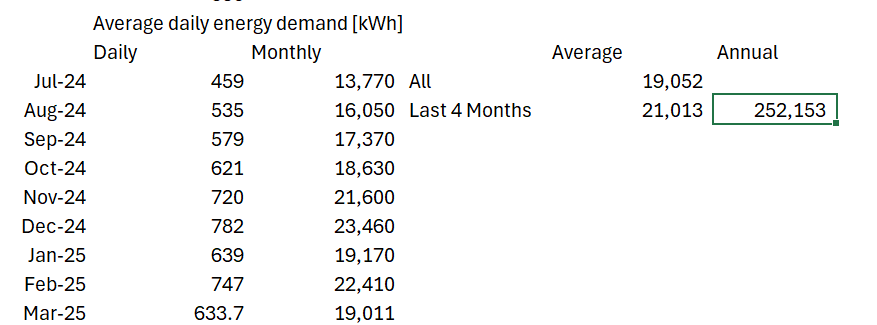 Average daily energy demand [kWh]
Daily Monthly Average Annual
Jul-24 459 13,770 All 19,052
Aug-24 535 16,050 Last 4 Months 21,013 252,153
Sep-24 579 17,370
Oct-24 621 18,630
Nov-24 720 21,600
Dec-24 782 23,460
Jan-25 639 19,170
Feb-25 747 22,410
Mar-25 633.7 19,011